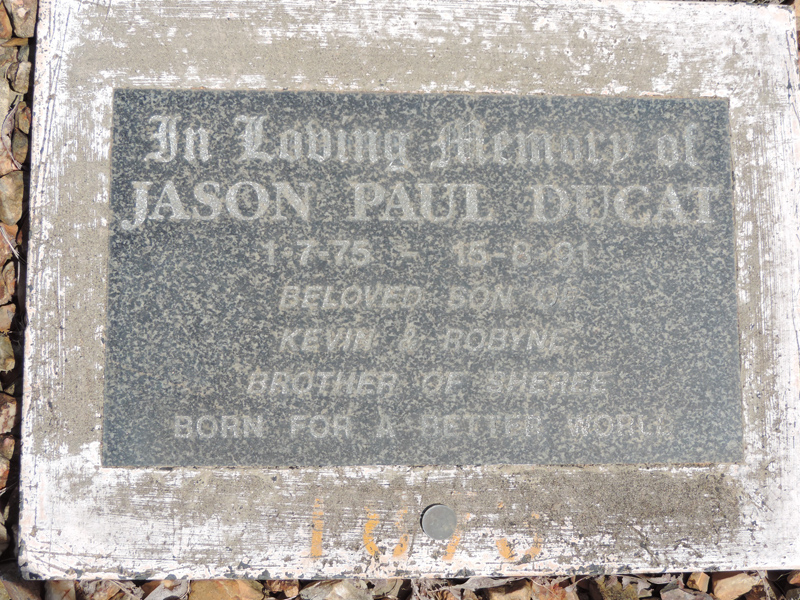 In Loving Memory of
JASON PAUL DUCAT
1-7-75 - 15-8-91
BELOVED SON OF
KEVIN & ROBYNE
BROTHER OF SHEREE
BORN FOR A BETTER WORLD